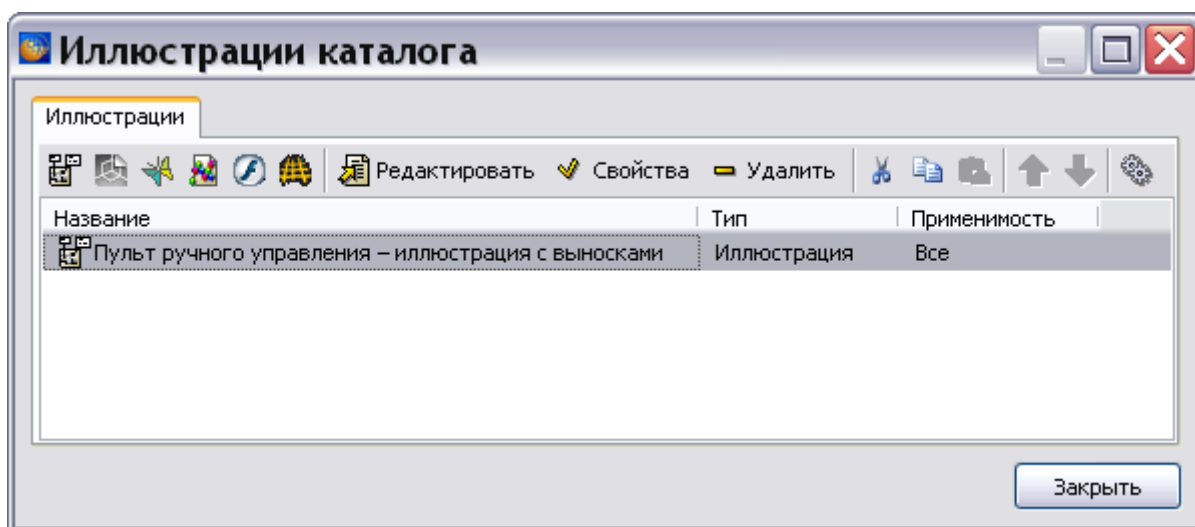 Иллюстрации каталога
Иллюстрации
Редактировать Свойства Удалить
Название Тип Применимость
Пульт ручного управления – иллюстрация с выносками Иллюстрация Все
Закрыть